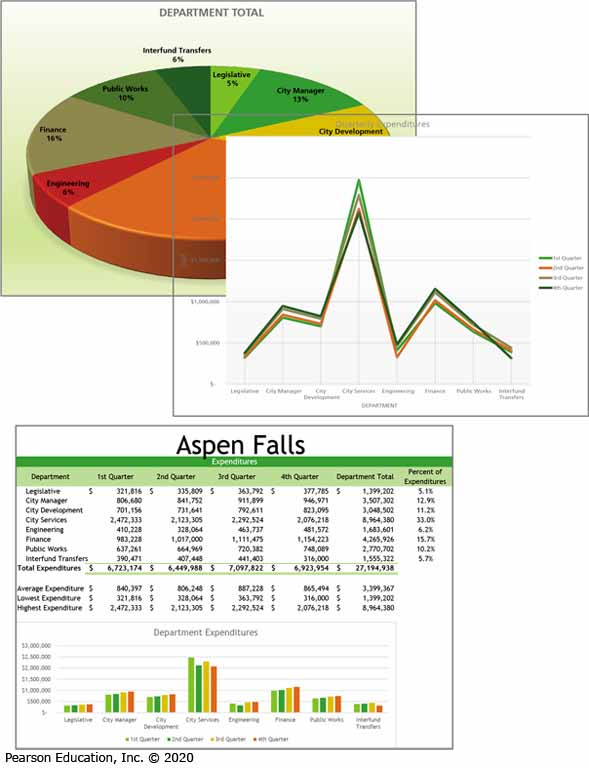 DEPARTMENT TOTAL
Interfund Transfers
6%
Legislative
5%
Public Works
10%
City Manager
13%
Finance
16%
City Development
Engineering
6%
Quarterly Expenditures
$1,000,000
$500,000
$-
1st Quarter
2nd Quarter
3rd Quarter
4th Quarter
Legislative City Manager City Development City Services Engineering Finance Public Works Interfund Transfers
DEPARTMENT
Aspen Falls
Expenditures
Department 1st Quarter 2nd Quarter 3rd Quarter 4th Quarter Department Total Percent of Expenditures
Legislative $ 321,816 $ 335,809 $ 363,792 $ 377,785 $ 1,399,202 5.1%
City Manager 806,680 841,752 911,899 946,971 3,507,302 12.9%
City Development 701,156 731,641 792,611 823,095 3,048,502 11.2%
City Services 2,472,333 2,123,305 2,292,524 2,076,218 8,964,380 33.0%
Engineering 410,228 328,064 463,737 481,572 1,683,601 6.2%
Finance 983,228 1,017,000 1,111,475 1,154,223 4,265,926 15.7%
Public Works 637,261 664,969 720,382 748,089 2,770,702 10.2%
Interfund Transfers 390,471 407,448 441,403 316,000 1,555,322 5.7%
Total Expenditures $ 6,723,174 $ 6,449,988 $ 7,097,822 $ 6,923,954 $ 27,194,938
Average Expenditure $ 840,397 $ 806,248 $ 887,228 $ 865,494 $ 3,399,367
Lowest Expenditure $ 321,816 $ 328,064 $ 363,792 $ 316,000 $ 1,399,202
Highest Expenditure $ 2,472,333 $ 2,123,305 $ 2,292,524 $ 2,076,218 $ 8,964,380
Department Expenditures
$3,000,000
$2,500,000
$2,000,000
$1,500,000
$1,000,000
$500,000
$-
Legislative City Manager City Development City Services Engineering Finance Public Works Interfund Transfers
1st Quarter 2nd Quarter 3rd Quarter 4th Quarter
Pearson Education, Inc. © 2020